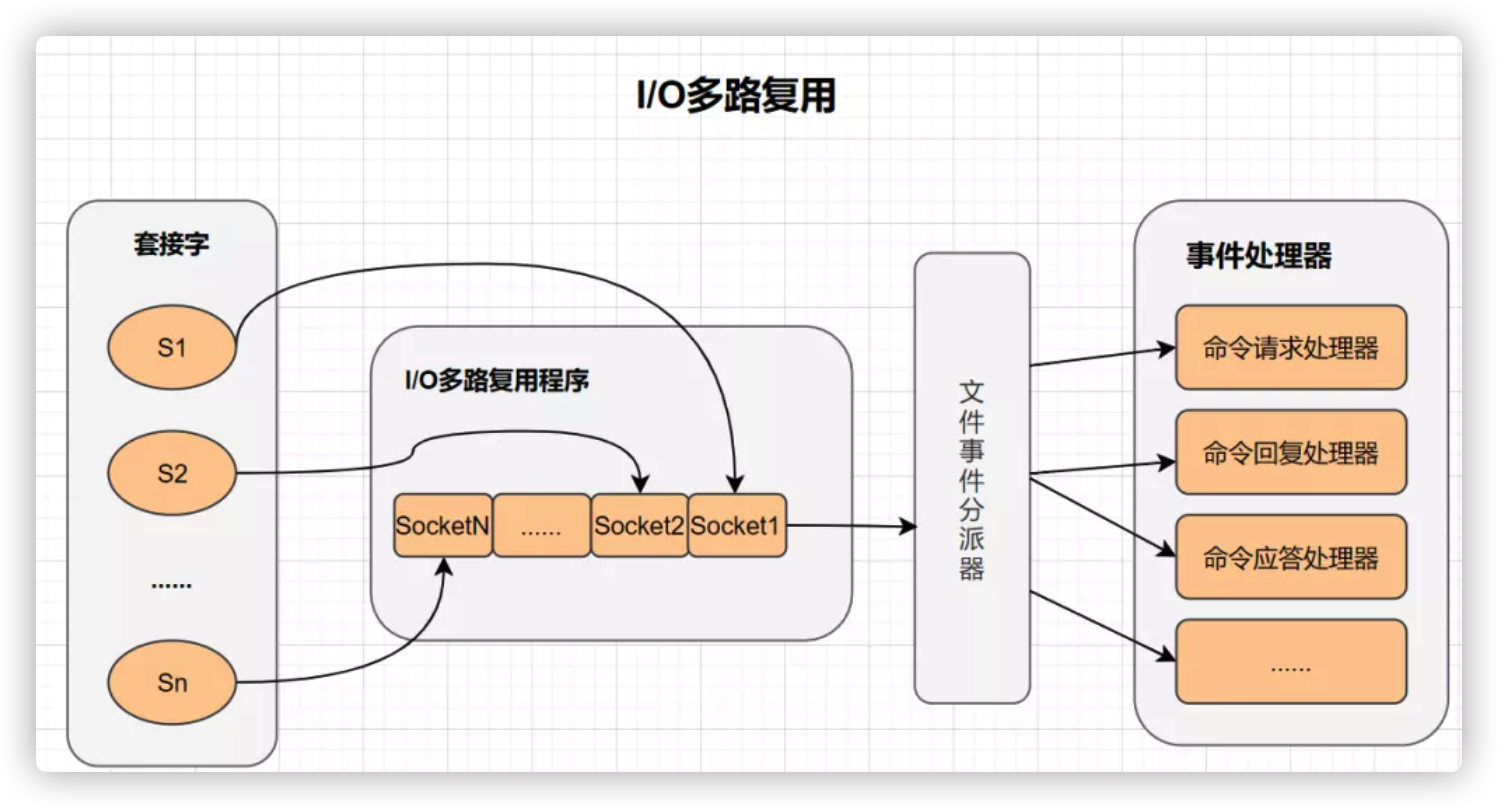 I/O多路复用
套接字
S1
S2
......
Sn
I/O多路复用程序
SocketN
......
Socket2
Socket1
文件事件分派器
事件处理器
命令请求处理器
命令回复处理器
命令应答处理器
......